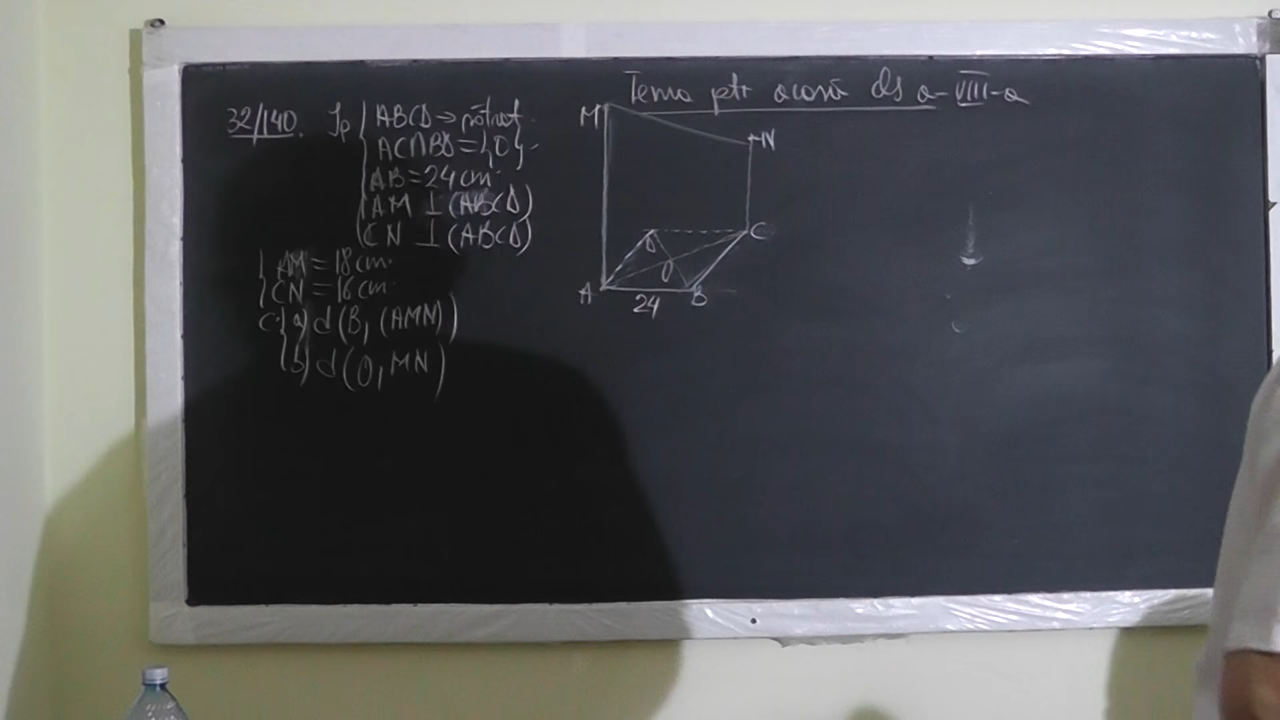 Tema ptr acasă cls a-VIII-a
32/140. Ip ABCD → pătrat.
AC∩BD={O}.
AB=24 cm.
AM ⊥ (ABCD)
CN ⊥ (ABCD)
AM = 18 cm.
CN = 16 cm.
C: a) d(B, (AMN))
b) d(O, MN)
M
N
D
C
O
A
B
24